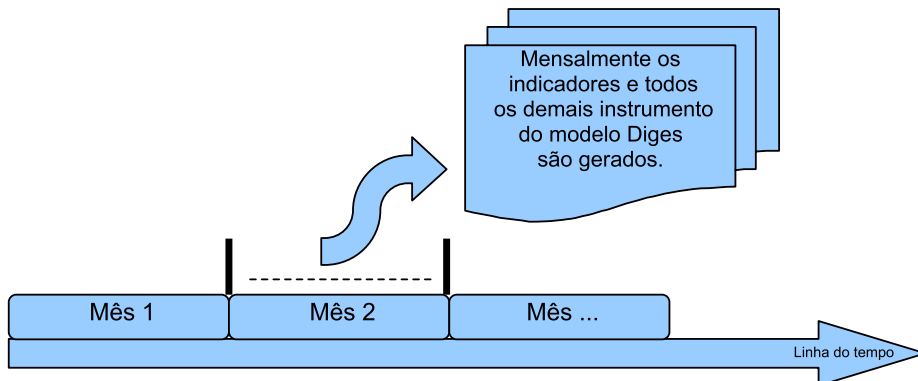 Mensalmente os
indicadores e todos
os demais instrumento
do modelo Diges
são gerados.
Mês 1
Mês 2
Mês ...
Linha do tempo